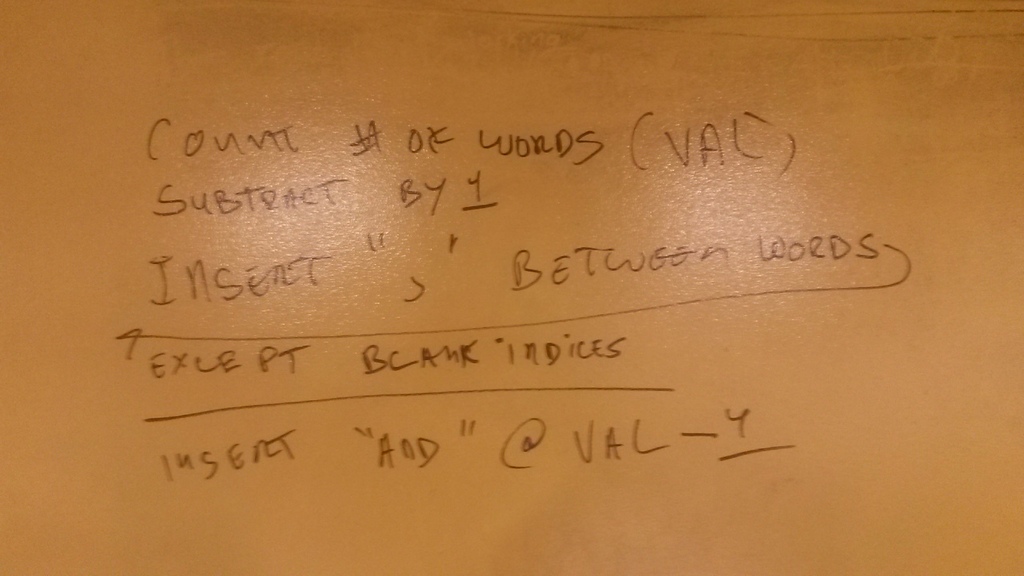 COUNT # OF WORDS (VAL)
SUBTRACT BY 1
INSERT "," BETWEEN WORDS
EXCEPT BLANK INDICES
INSERT "AND" @ VAL - 1